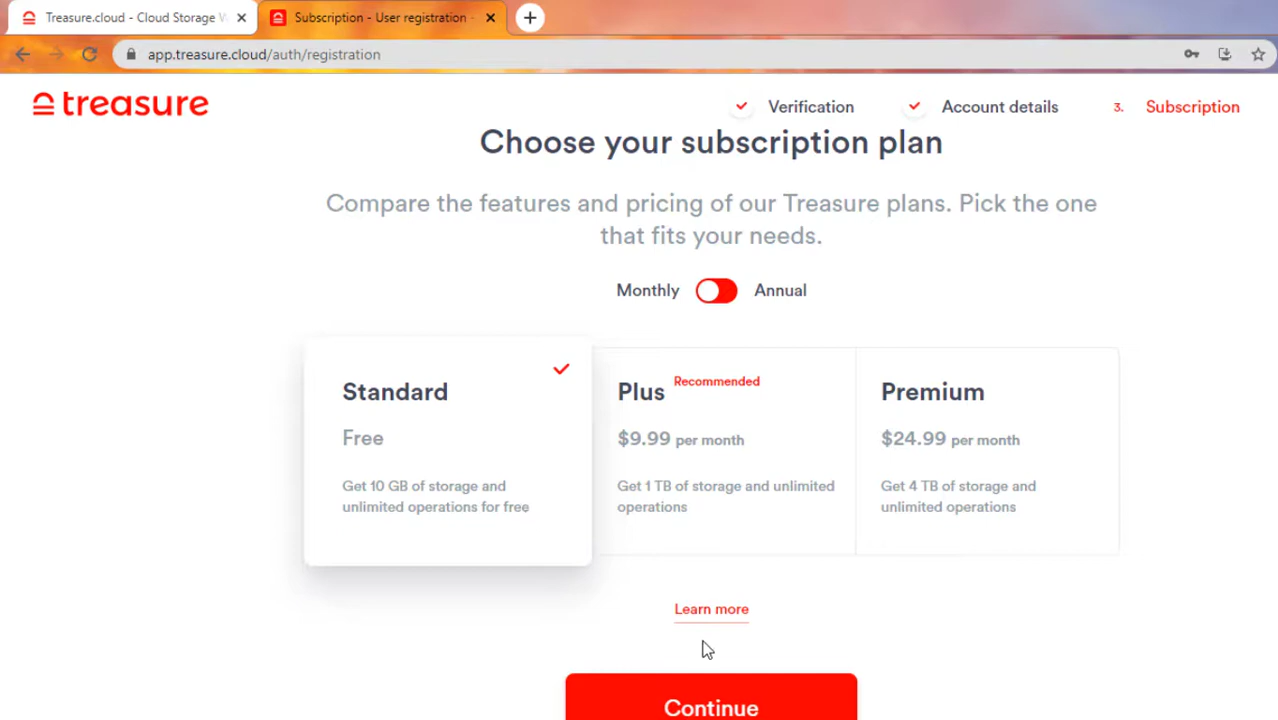 Treasure.cloud - Cloud Storage
Subscription - User registration -
app.treasure.cloud/auth/registration
treasure
Verification
Account details
3. Subscription
Choose your subscription plan
Compare the features and pricing of our Treasure plans. Pick the one
that fits your needs.
Monthly
Annual
Standard
Free
Get 10 GB of storage and
unlimited operations for free
Plus Recommended
$9.99 per month
Get 1 TB of storage and unlimited
operations
Premium
$24.99 per month
Get 4 TB of storage and
unlimited operations
Learn more
Continue